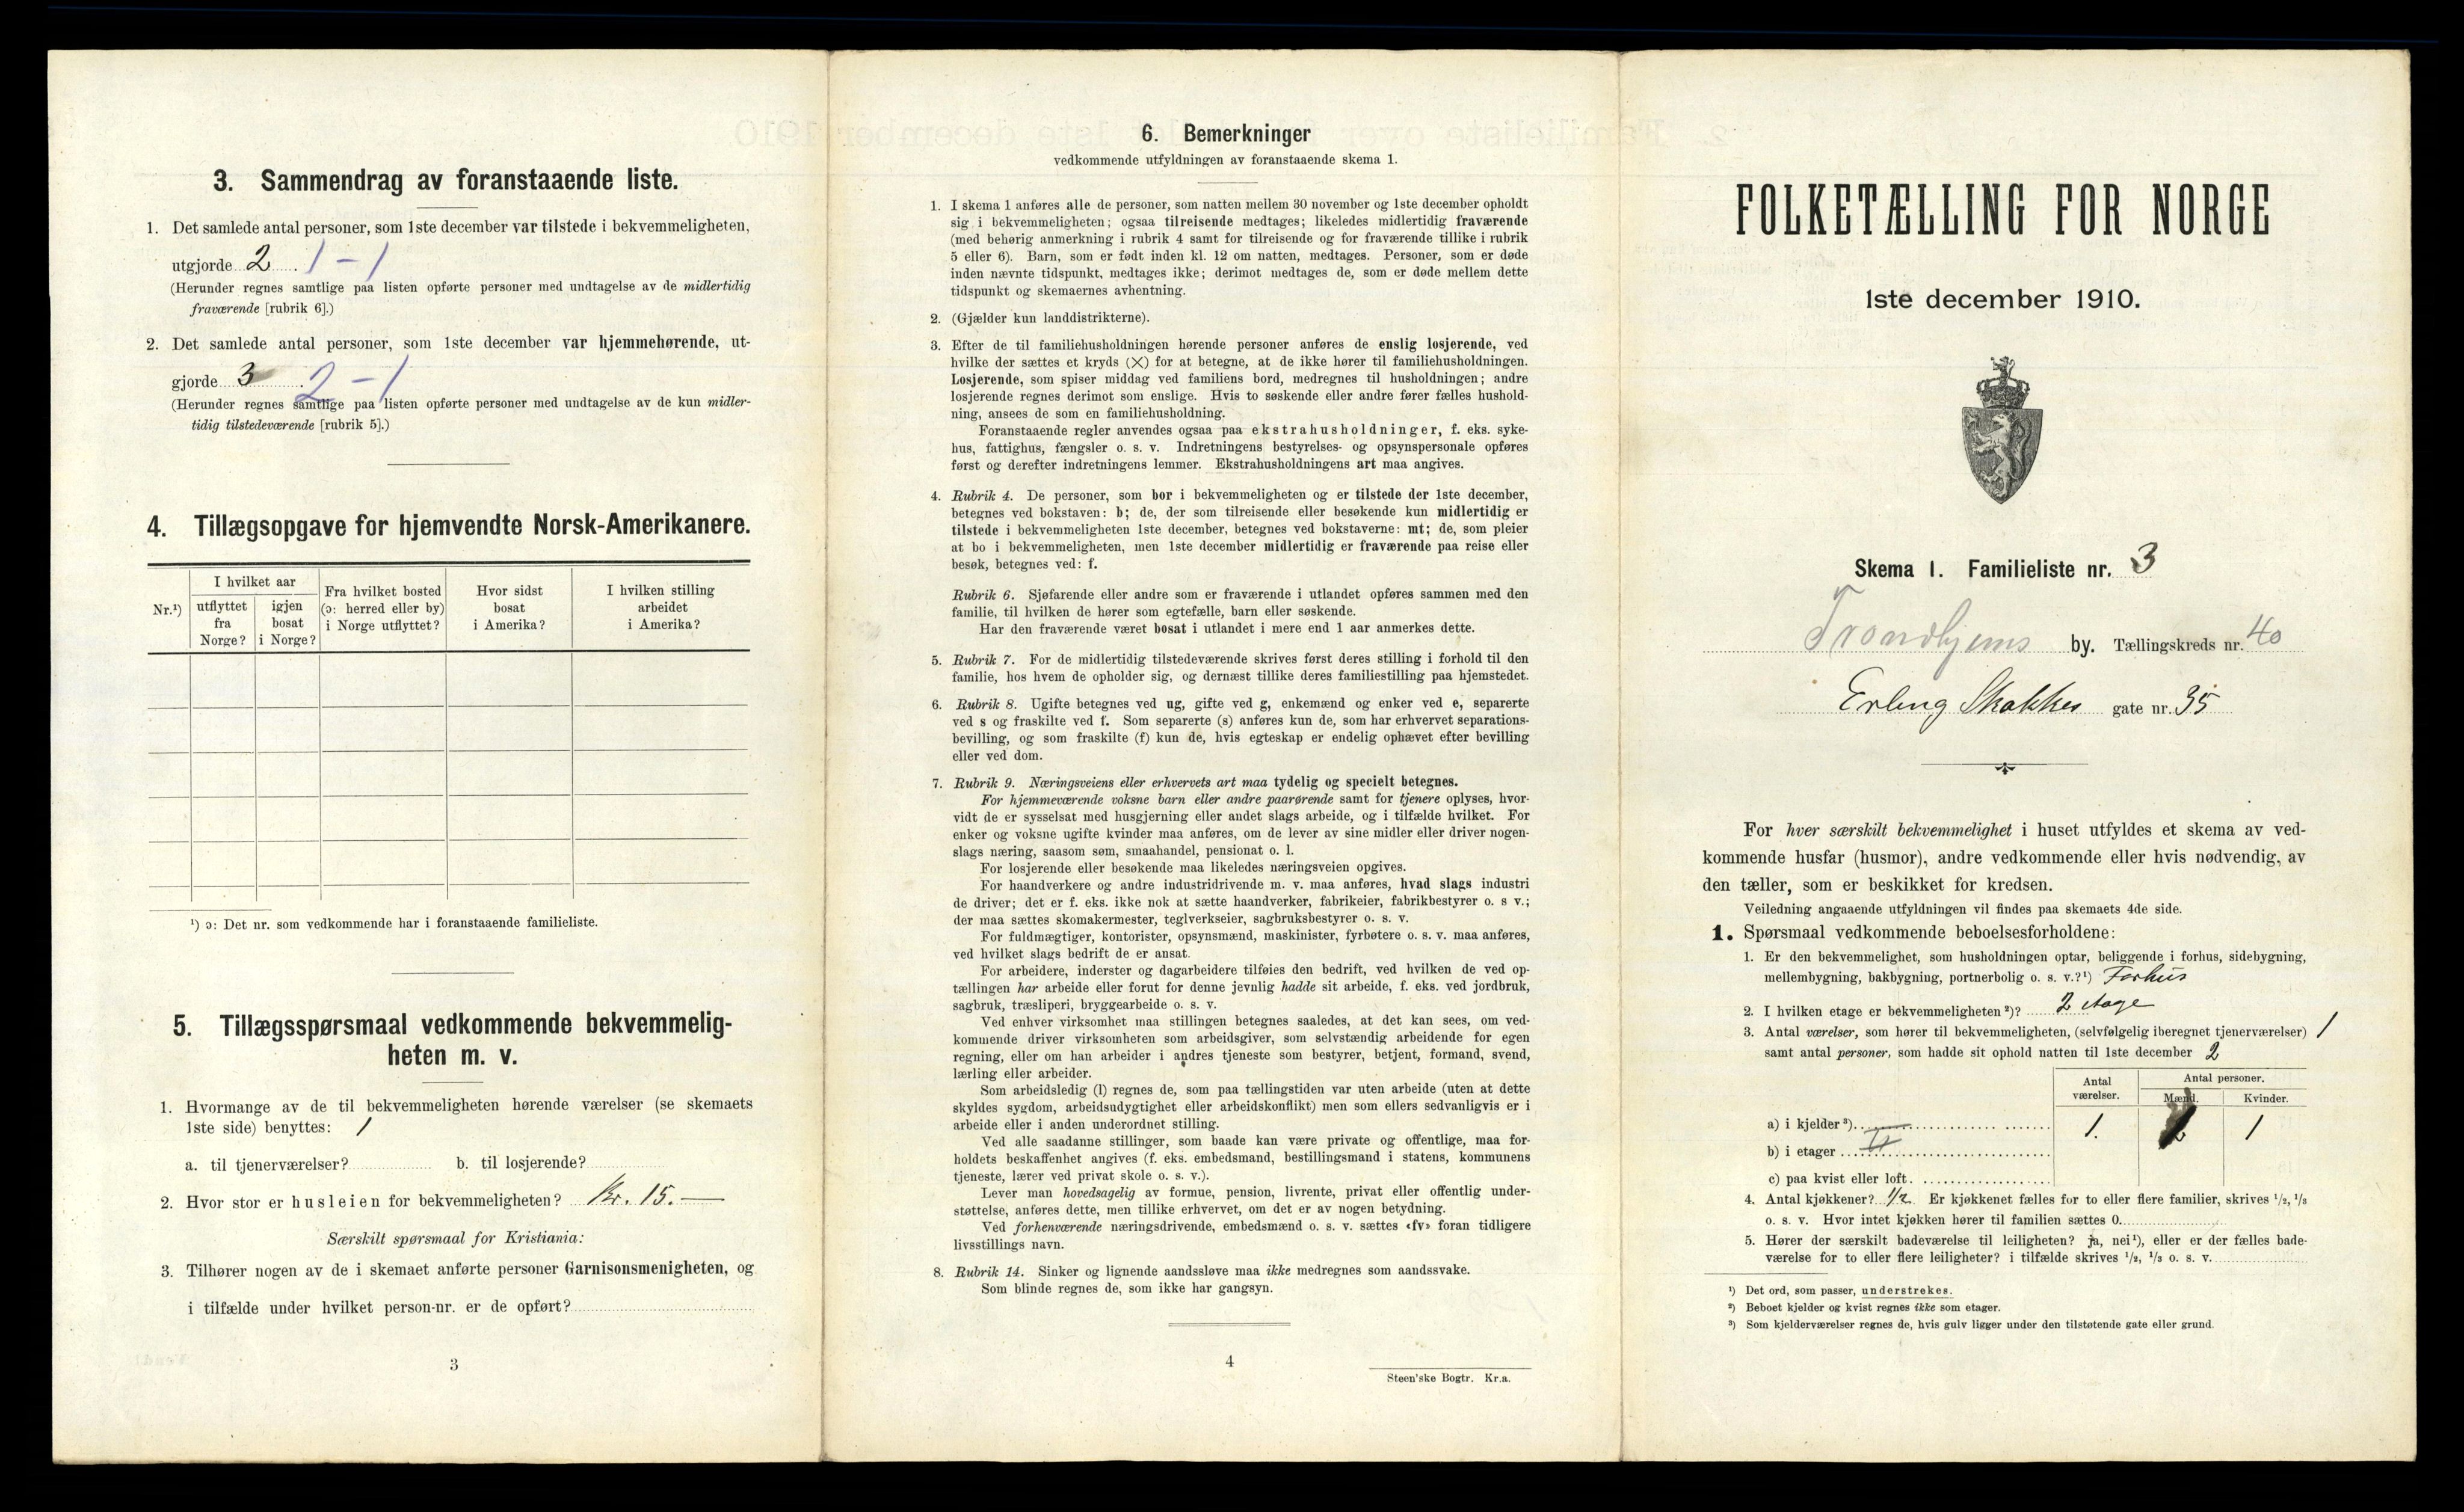 3. Sammendrag av foranstaaende liste.
1. Det samlede antal personer, som 1ste december var tilstede i bekvemmeligheten,
utgjorde 2 1 - 1
(Herunder regnes samtlige paa listen opførte personer med undtagelse av de midlertidig
fraværende [rubrik 6].)
2. Det samlede antal personer, som 1ste december var hjemmehørende, ut-
gjorde 3 2 - 1
(Herunder regnes samtlige paa listen opførte personer med undtagelse av de kun midler-
tidig tilstedeværende [rubrik 5].)
4. Tillægsopgave for hjemvendte Norsk-Amerikanere.
Nr.¹)
I hvilket aar
utflyttet fra Norge?
igjen bosat i Norge?
Fra hvilket bosted (ɔ: herred eller by) i Norge utflyttet?
Hvor sidst bosat i Amerika?
I hvilken stilling arbeidet i Amerika?
¹) ɔ: Det nr. som vedkommende har i foranstaaende familieliste.
5. Tillægsspørsmaal vedkommende bekvemmelig-
heten m. v.
1. Hvormange av de til bekvemmeligheten hørende værelser (se skemaets
1ste side) benyttes: 1
a. til tjenerværelser? b. til losjerende?
2. Hvor stor er husleien for bekvemmeligheten? Kr. 15. —
Særskilt spørsmaal for Kristiania:
3. Tilhører nogen av de i skemaet anførte personer Garnisonsmenigheten, og
i tilfælde under hvilket person-nr. er de opført?
3
6. Bemerkninger
vedkommende utfyldningen av foranstaaende skema 1.
1. I skema 1 anføres alle de personer, som natten mellem 30 november og 1ste december opholdt
sig i bekvemmeligheten; ogsaa tilreisende medtages; likeledes midlertidig fraværende
(med behørig anmerkning i rubrik 4 samt for tilreisende og for fraværende tillike i rubrik
5 eller 6). Barn, som er født inden kl. 12 om natten, medtages. Personer, som er døde
inden nævnte tidspunkt, medtages ikke; derimot medtages de, som er døde mellem dette
tidspunkt og skemaernes avhentning.
2. (Gjælder kun landdistrikterne).
3. Efter de til familiehusholdningen hørende personer anføres de enslig losjerende, ved
hvilke der sættes et kryds (×) for at betegne, at de ikke hører til familiehusholdningen.
Losjerende, som spiser middag ved familiens bord, medregnes til husholdningen; andre
losjerende regnes derimot som enslige. Hvis to søskende eller andre fører fælles hushold-
ning, ansees de som en familiehusholdning.
Foranstaaende regler anvendes ogsaa paa ekstrahusholdninger, f. eks. syke-
hus, fattighus, fængsler o. s. v. Indretningens bestyrelses- og opsynspersonale opføres
først og derefter indretningens lemmer. Ekstrahusholdningens art maa angives.
4. Rubrik 4. De personer, som bor i bekvemmeligheten og er tilstede der 1ste december,
betegnes ved bokstaven: b; de, der som tilreisende eller besøkende kun midlertidig er
tilstede i bekvemmeligheten 1ste december, betegnes ved bokstaverne: mt; de, som pleier
at bo i bekvemmeligheten, men 1ste december midlertidig er fraværende paa reise eller
besøk, betegnes ved: f.
Rubrik 6. Sjøfarende eller andre som er fraværende i utlandet opføres sammen med den
familie, til hvilken de hører som egtefælle, barn eller søskende.
Har den fraværende været bosat i utlandet i mere end 1 aar anmerkes dette.
5. Rubrik 7. For de midlertidig tilstedeværende skrives først deres stilling i forhold til den
familie, hos hvem de opholder sig, og dernæst tillike deres familiestilling paa hjemstedet.
6. Rubrik 8. Ugifte betegnes ved ug, gifte ved g, enkemænd og enker ved e, separerte
ved s og fraskilte ved f. Som separerte (s) anføres kun de, som har erhvervet separations-
bevilling, og som fraskilte (f) kun de, hvis egteskap er endelig ophævet efter bevilling
eller ved dom.
7. Rubrik 9. Næringsveiens eller erhvervets art maa tydelig og specielt betegnes.
For hjemmeværende voksne barn eller andre paarørende samt for tjenere oplyses, hvor-
vidt de er sysselsat med husgjerning eller andet slags arbeide, og i tilfælde hvilket. For
enker og voksne ugifte kvinder maa anføres, om de lever av sine midler eller driver nogen-
slags næring, saasom søm, smaahandel, pensionat o. l.
For losjerende eller besøkende maa likeledes næringsveien opgives.
For haandverkere og andre industridrivende m. v. maa anføres, hvad slags industri
de driver; det er f. eks. ikke nok at sætte haandverker, fabrikeier, fabrikbestyrer o. s v.;
der maa sættes skomakermester, teglverkseier, sagbruksbestyrer o. s. v.
For fuldmægtiger, kontorister, opsynsmænd, maskinister, fyrbøtere o. s. v. maa anføres,
ved hvilket slags bedrift de er ansat.
For arbeidere, inderster og dagarbeidere tilføies den bedrift, ved hvilken de ved op-
tællingen har arbeide eller forut for denne jevnlig hadde sit arbeide, f. eks. ved jordbruk,
sagbruk, træsliperi, bryggearbeide o. s. v.
Ved enhver virksomhet maa stillingen betegnes saaledes, at det kan sees, om ved-
kommende driver virksomheten som arbeidsgiver, som selvstændig arbeidende for egen
regning, eller om han arbeider i andres tjeneste som bestyrer, betjent, formand, svend,
lærling eller arbeider.
Som arbeidsledig (l) regnes de, som paa tællingstiden var uten arbeide (uten at dette
skyldes sygdom, arbeidsudygtighet eller arbeidskonflikt) men som ellers sedvanligvis er i
arbeide eller i anden underordnet stilling.
Ved alle saadanne stillinger, som baade kan være private og offentlige, maa for-
holdets beskaffenhet angives (f. eks. embedsmand, bestillingsmand i statens, kommunens
tjeneste, lærer ved privat skole o. s. v.).
Lever man hovedsagelig av formue, pension, livrente, privat eller offentlig under-
støttelse, anføres dette, men tillike erhvervet, om det er av nogen betydning.
Ved forhenværende næringsdrivende, embedsmænd o. s. v. sættes «fv» foran tidligere
livsstillings navn.
8. Rubrik 14. Sinker og lignende aandssløve maa ikke medregnes som aandssvake.
Som blinde regnes de, som ikke har gangsyn.
4
Steen'ske Bogtr. Kr.a.
FOLKETÆLLING FOR NORGE
1ste december 1910.
Skema 1. Familieliste nr. 3
Trondhjems by. Tællingskreds nr. 40
Erling Skakkes gate nr. 35
For hver særskilt bekvemmelighet i huset utfyldes et skema av ved-
kommende husfar (husmor), andre vedkommende eller hvis nødvendig, av
den tæller, som er beskikket for kredsen.
Veiledning angaaende utfyldningen vil findes paa skemaets 4de side.
1. Spørsmaal vedkommende beboelsesforholdene:
1. Er den bekvemmelighet, som husholdningen optar, beliggende i forhus, sidebygning,
mellembygning, bakbygning, portnerbolig o. s. v.?¹) Forhus
2. I hvilken etage er bekvemmeligheten²)? 2 etage
3. Antal værelser, som hører til bekvemmeligheten, (selvfølgelig iberegnet tjenerværelser) 1
samt antal personer, som hadde sit ophold natten til 1ste december 2
Antal værelser.
Antal personer.
Mænd. Kvinder.
a) i kjelder³) 1. 1
b) i etager
c) paa kvist eller loft
4. Antal kjøkkener? 1/2 Er kjøkkenet fælles for to eller flere familier, skrives 1/2, 1/3
o. s. v. Hvor intet kjøkken hører til familien sættes 0.
5. Hører der særskilt badeværelse til leiligheten? ja, nei¹), eller er der fælles bade-
værelse for to eller flere leiligheter? i tilfælde skrives 1/2, 1/3 o. s. v.
¹) Det ord, som passer, understrekes.
²) Beboet kjelder og kvist regnes ikke som etager.
³) Som kjelderværelser regnes de, hvis gulv ligger under den tilstøtende gate eller grund.